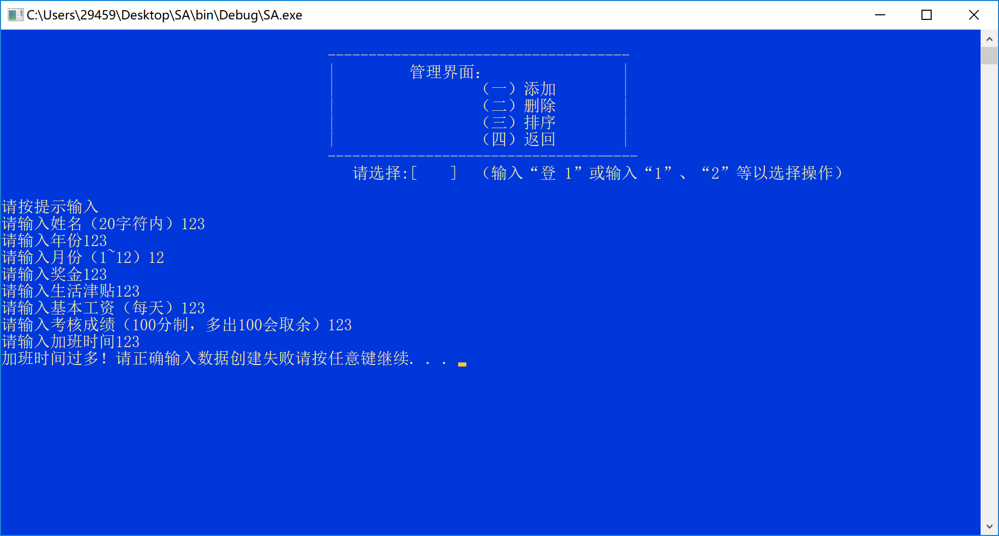 C:\Users\29459\Desktop\SA\bin\Debug\SA.exe
-------------------------------------
| 管理界面： |
| （一）添加 |
| （二）删除 |
| （三）排序 |
| （四）返回 |
--------------------------------------
请选择:[    ] （输入“登 1”或输入“1”、“2”等以选择操作）
请按提示输入
请输入姓名（20字符内）123
请输入年份123
请输入月份（1~12）12
请输入奖金123
请输入生活津贴123
请输入基本工资（每天）123
请输入考核成绩（100分制，多出100会取余）123
请输入加班时间123
加班时间过多！请正确输入数据创建失败请按任意键继续. . .